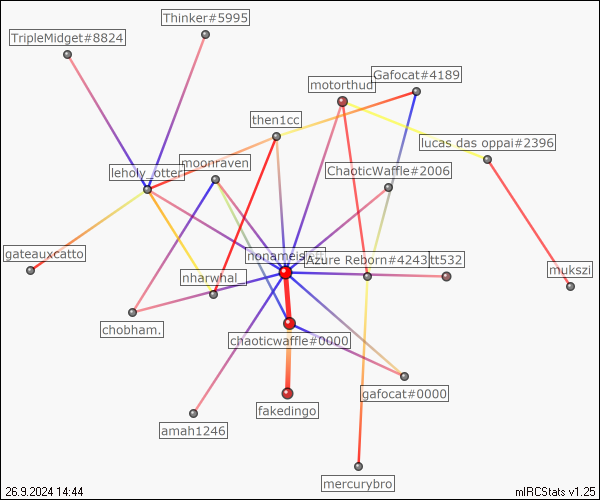 Thinker#5995
TripleMidget#8824
Gafocat#4189
motorthud
then1cc
lucas das oppai#2396
moonraven
leholy_otter
ChaoticWaffle#2006
gateauxcatto
Azure Reborn#4243
tt532
mukszi
nharwhal_
chobham.
chaoticwaffle#0000
gafocat#0000
fakedingo
amah1246
mercurybro
26.9.2024 14:44
mIRCStats v1.25